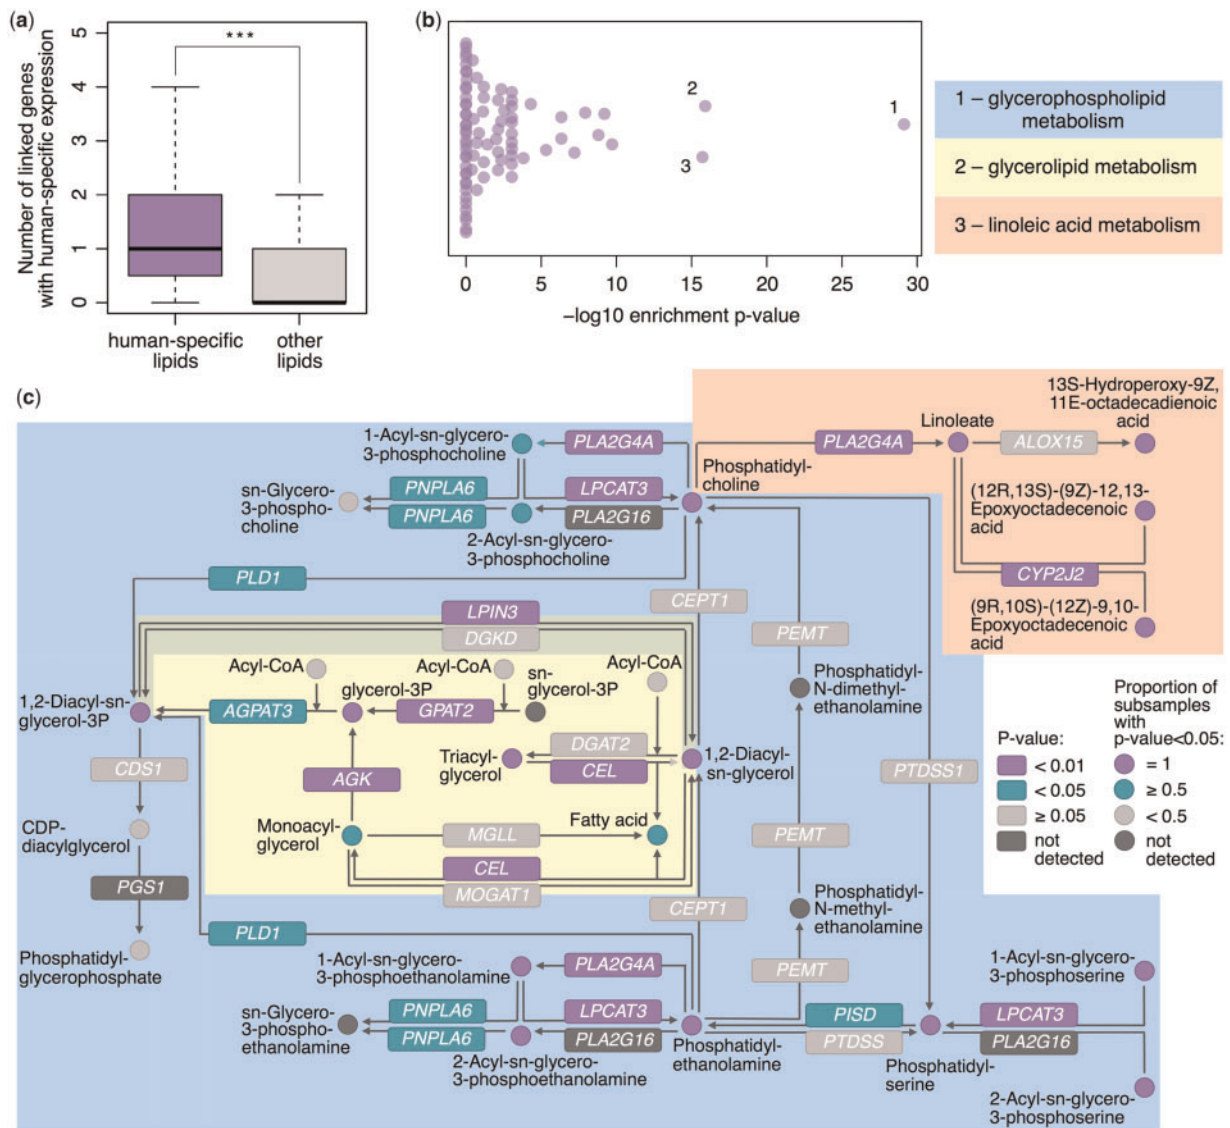 (a)
Number of linked genes
with human-specific expression
5
4
3
2
1
0
***
human-specific
lipids
other
lipids
(b)
2
1
3
0
5
10
15
20
25
30
−log10 enrichment p-value
1 – glycerophospholipid
metabolism
2 – glycerolipid metabolism
3 – linoleic acid metabolism
(c)
1-Acyl-sn-glycero-
3-phosphocholine
PLA2G4A
sn-Glycero-
3-phospho-
choline
PNPLA6
PNPLA6
LPCAT3
PLA2G16
2-Acyl-sn-glycero-
3-phosphocholine
Phosphatidyl-
choline
PLA2G4A
Linoleate
ALOX15
13S-Hydroperoxy-9Z,
11E-octadecadienoic
acid
(12R,13S)-(9Z)-12,13-
Epoxyoctadecenoic
acid
CYP2J2
(9R,10S)-(12Z)-9,10-
Epoxyoctadecenoic
acid
PLD1
CEPT1
PEMT
LPIN3
DGKD
Acyl-CoA
Acyl-CoA
sn-
glycerol-3P
Acyl-CoA
glycerol-3P
1,2-Diacyl-sn-
glycerol-3P
AGPAT3
GPAT2
Phosphatidyl-
N-dimethyl-
ethanolamine
CDS1
AGK
Triacyl-
glycerol
DGAT2
CEL
1,2-Diacyl-
sn-glycerol
PTDSS1
CDP-
diacylglycerol
Monoacyl-
glycerol
MGLL
Fatty acid
PEMT
CEL
MOGAT1
PGS1
CEPT1
Phosphatidyl-
N-methyl-
ethanolamine
PLD1
Phosphatidyl-
glycerophosphate
P-value:
< 0.01
< 0.05
≥ 0.05
not
detected
Proportion of
subsamples
with
p-value<0.05:
= 1
≥ 0.5
< 0.5
not
detected
1-Acyl-sn-glycero-
3-phosphoethanolamine
PLA2G4A
PEMT
1-Acyl-sn-glycero-
3-phosphoserine
sn-Glycero-
3-phospho-
ethanolamine
PNPLA6
PNPLA6
LPCAT3
PLA2G16
2-Acyl-sn-glycero-
3-phosphoethanolamine
Phosphatidyl-
ethanolamine
PISD
PTDSS
Phosphatidyl-
serine
LPCAT3
PLA2G16
2-Acyl-sn-glycero-
3-phosphoserine